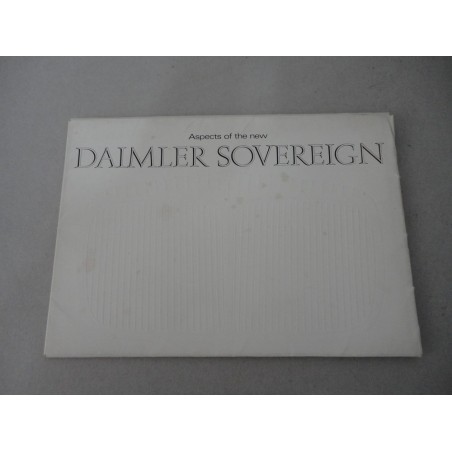 Aspects of the new
DAIMLER SOVEREIGN